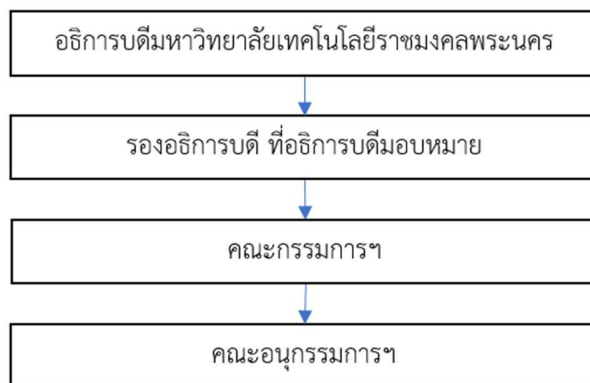 อธิการบดีมหาวิทยาลัยเทคโนโลยีราชมงคลพระนคร
รองอธิการบดี ที่อธิการบดีมอบหมาย
คณะกรรมการฯ
คณะอนุกรรมการฯ